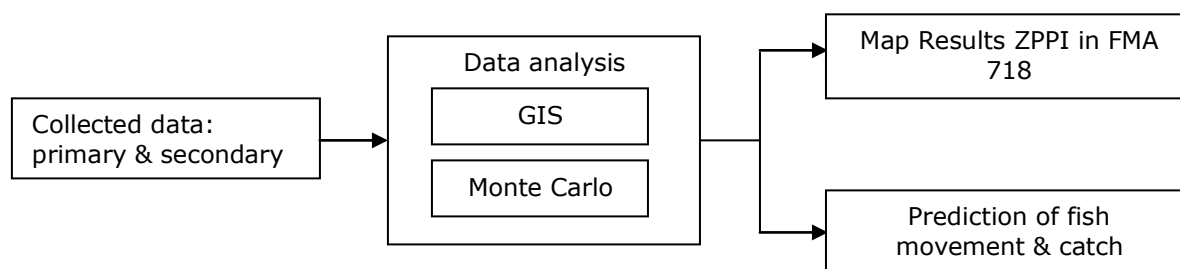 Collected data:
primary & secondary
Data analysis
GIS
Monte Carlo
Map Results ZPPI in FMA
718
Prediction of fish
movement & catch